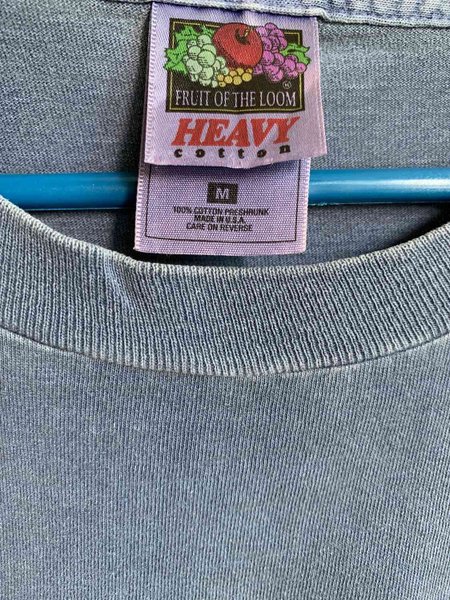 FRUIT OF THE LOOM
HEAVY
cotton
M
100% COTTON PRESHRUNK
MADE IN U.S.A.
CARE ON REVERSE